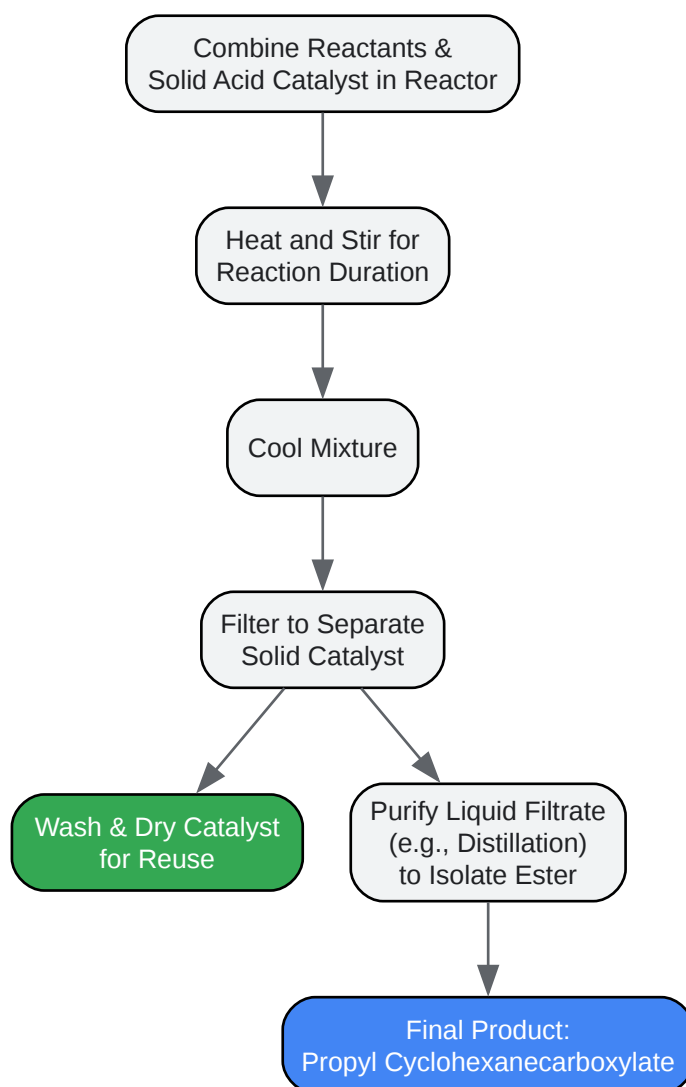 Combine Reactants &
Solid Acid Catalyst in Reactor
Heat and Stir for
Reaction Duration
Cool Mixture
Filter to Separate
Solid Catalyst
Wash & Dry Catalyst
for Reuse
Purify Liquid Filtrate
(e.g., Distillation)
to Isolate Ester
Final Product:
Propyl Cyclohexanecarboxylate